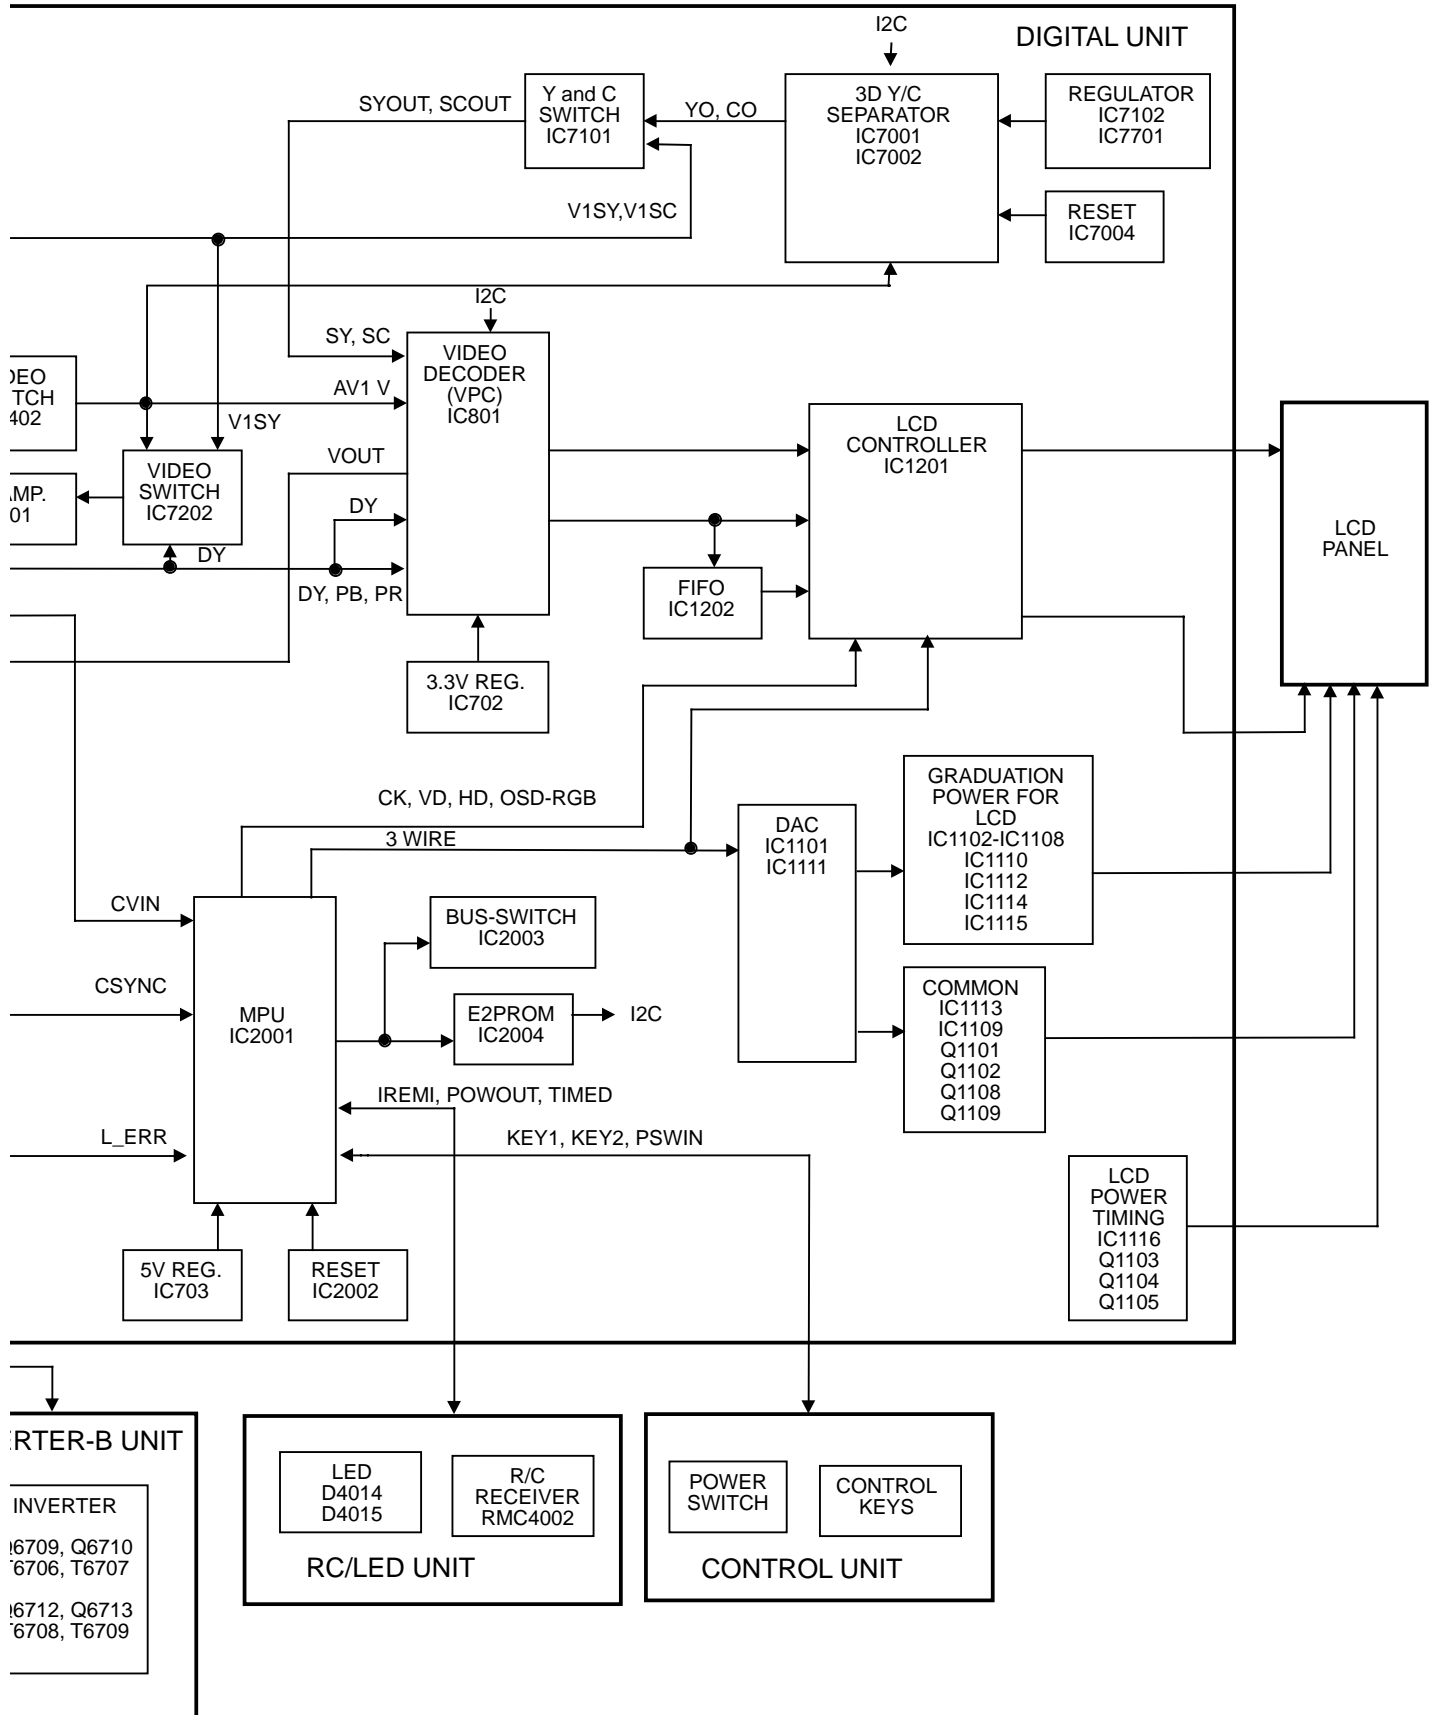 I2C
DIGITAL UNIT
SYOUT, SCOUT
Y and C
SWITCH
IC7101
YO, CO
3D Y/C
SEPARATOR
IC7001
IC7002
REGULATOR
IC7102
IC7701
V1SY,V1SC
RESET
IC7004
I2C
SY, SC
VIDEO
DECODER
(VPC)
IC801
AV1 V
V1SY
VOUT
VIDEO
SWITCH
IC7202
DY
DY
DY, PB, PR
LCD
CONTROLLER
IC1201
LCD
PANEL
FIFO
IC1202
3.3V REG.
IC702
CK, VD, HD, OSD-RGB
3 WIRE
DAC
IC1101
IC1111
GRADUATION
POWER FOR
LCD
IC1102-IC1108
IC1110
IC1112
IC1114
IC1115
CVIN
BUS-SWITCH
IC2003
CSYNC
MPU
IC2001
E2PROM
IC2004
I2C
COMMON
IC1113
IC1109
Q1101
Q1102
Q1108
Q1109
IREMI, POWOUT, TIMED
L_ERR
KEY1, KEY2, PSWIN
LCD
POWER
TIMING
IC1116
Q1103
Q1104
Q1105
5V REG.
IC703
RESET
IC2002
UNIT
INVERTER
Q6710
T6707
Q6713
T6709
LED
D4014
D4015
R/C
RECEIVER
RMC4002
RC/LED UNIT
POWER
SWITCH
CONTROL
KEYS
CONTROL UNIT